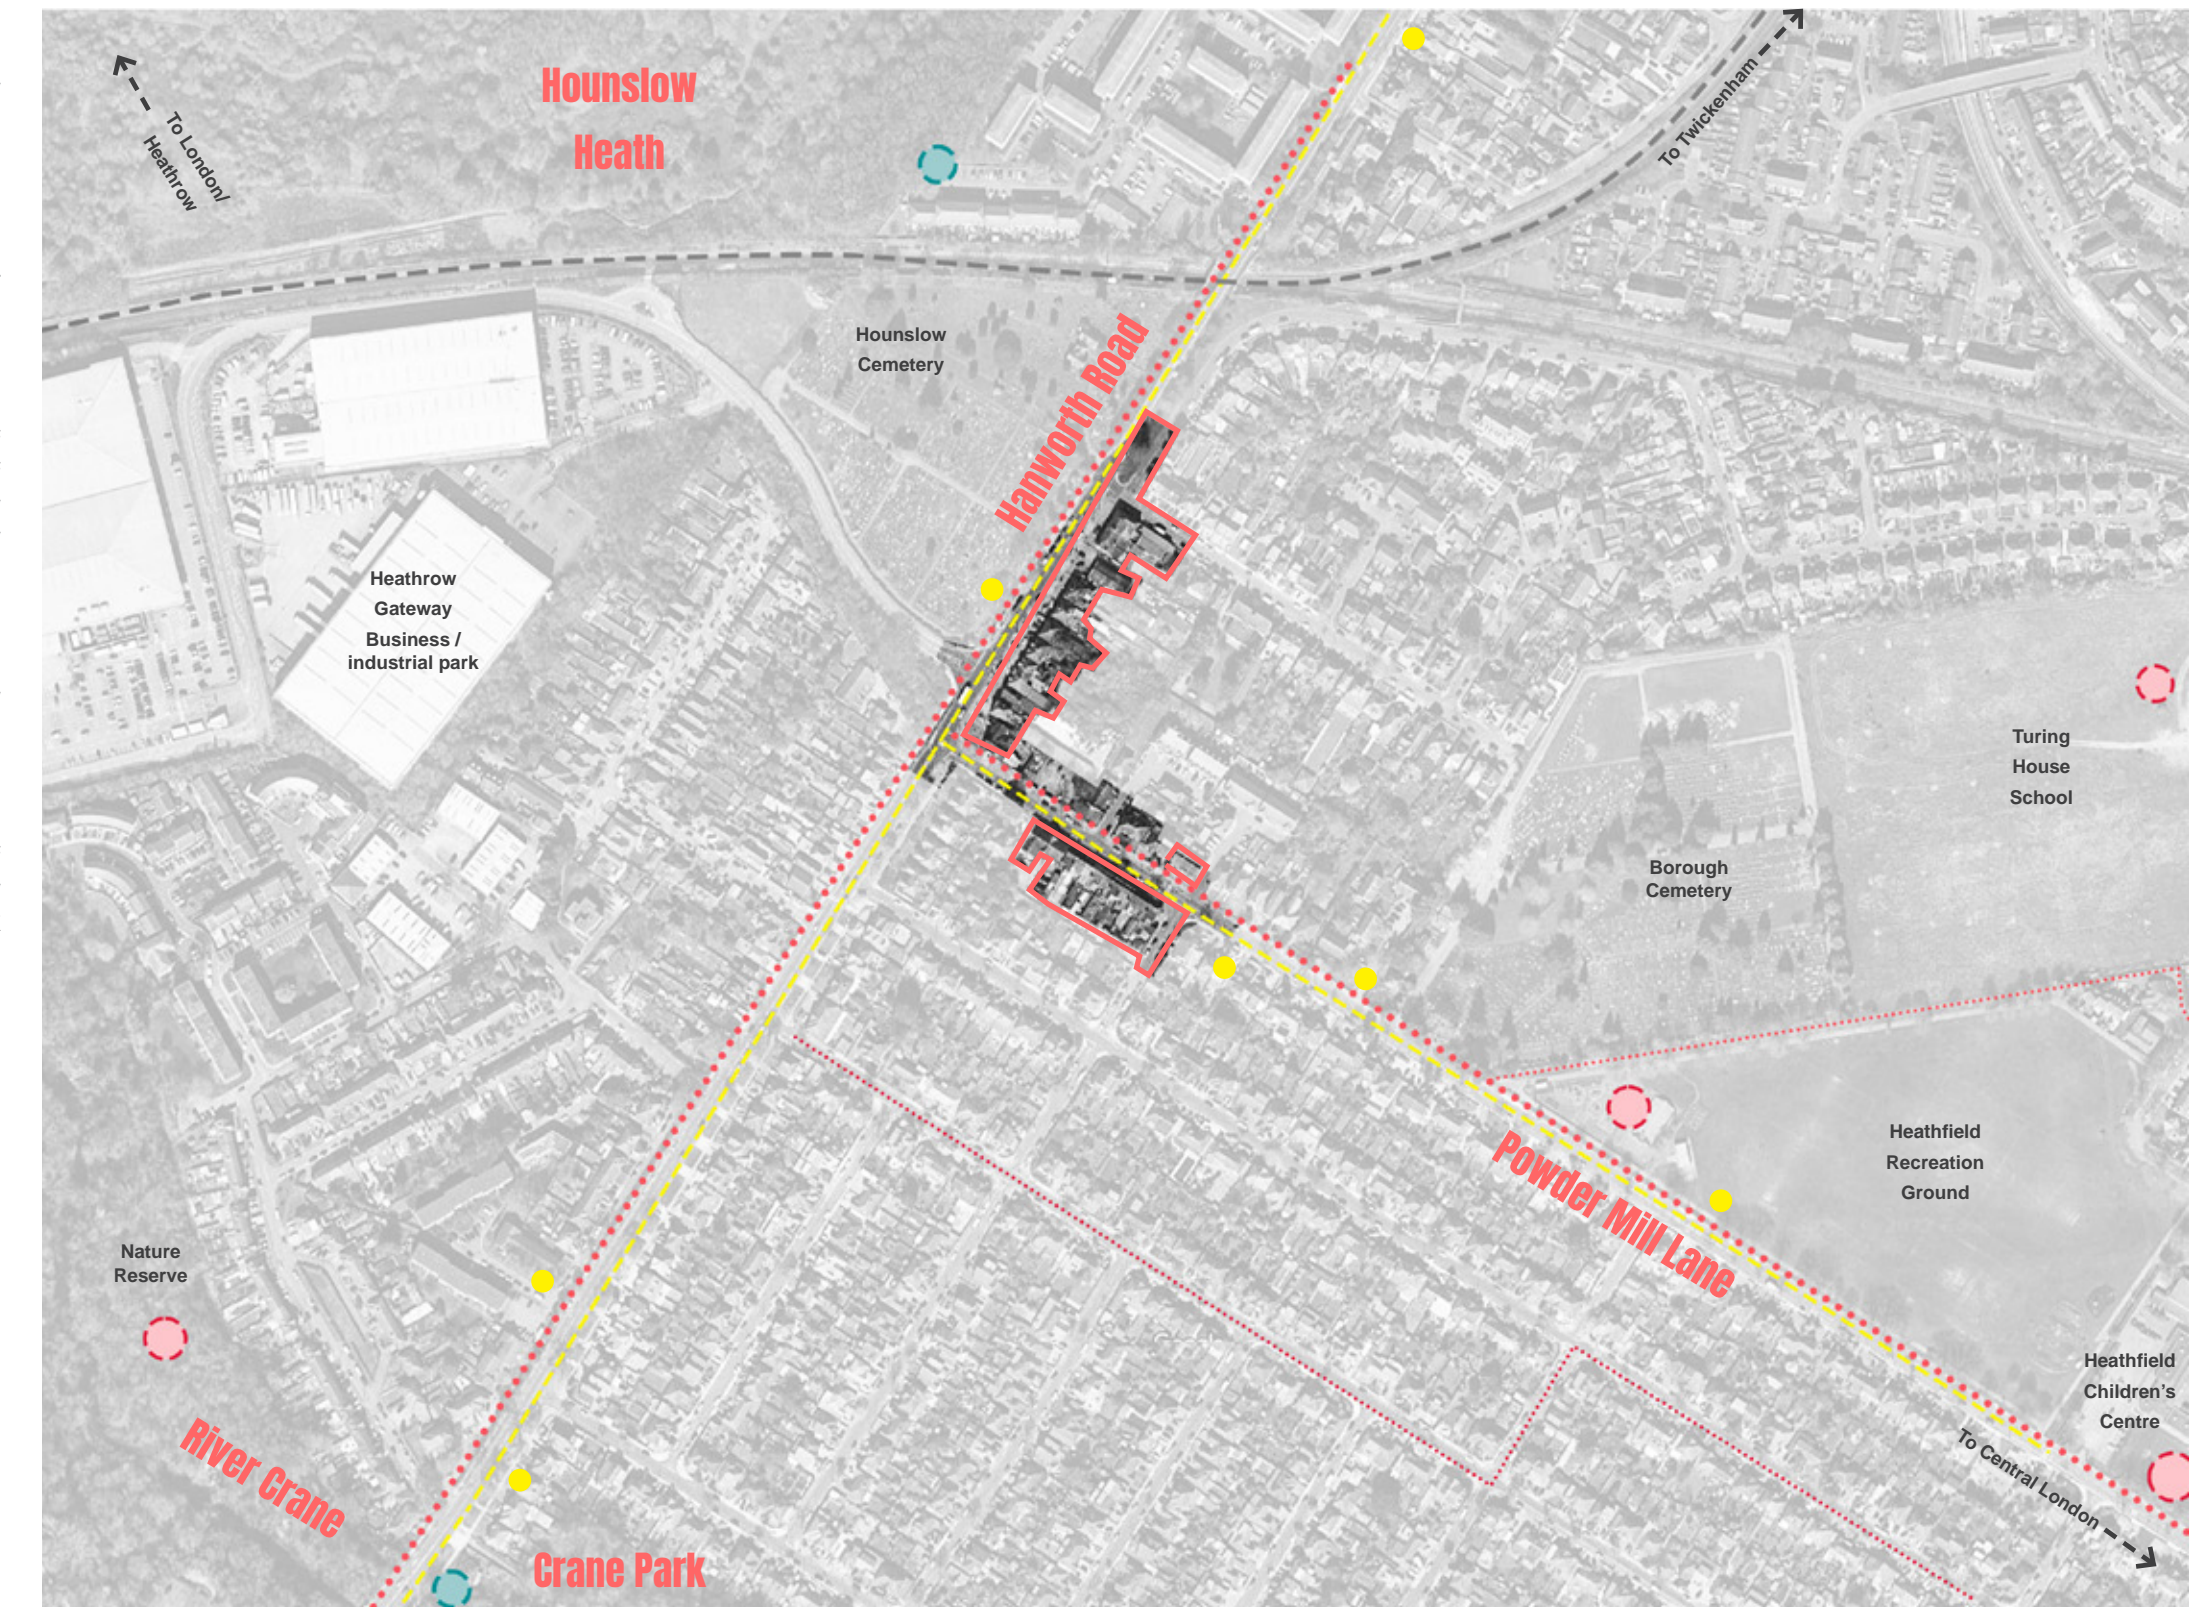 Hounslow
Heath
To London/
Heathrow
To Twickenham
Hounslow
Cemetery
Hanworth Road
Heathrow
Gateway
Business /
industrial park
Turing
House
School
Borough
Cemetery
Heathfield
Recreation
Ground
Powder Mill Lane
Nature
Reserve
Heathfield
Children’s
Centre
To Central London
River Crane
Crane Park